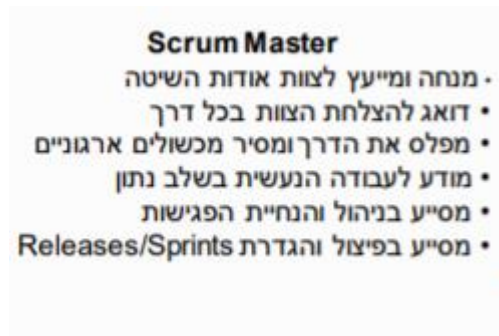 Scrum Master
• מנחה ומייעץ לצוות אודות השיטה
• דואג להצלחת הצוות בכל דרך
• מפלס את הדרך ומסיר מכשולים ארגוניים
• מודע לעבודה הנעשית בשלב נתון
• מסייע בניהול והנחיית הפגישות
• מסייע בפיצול והגדרת Releases/Sprints